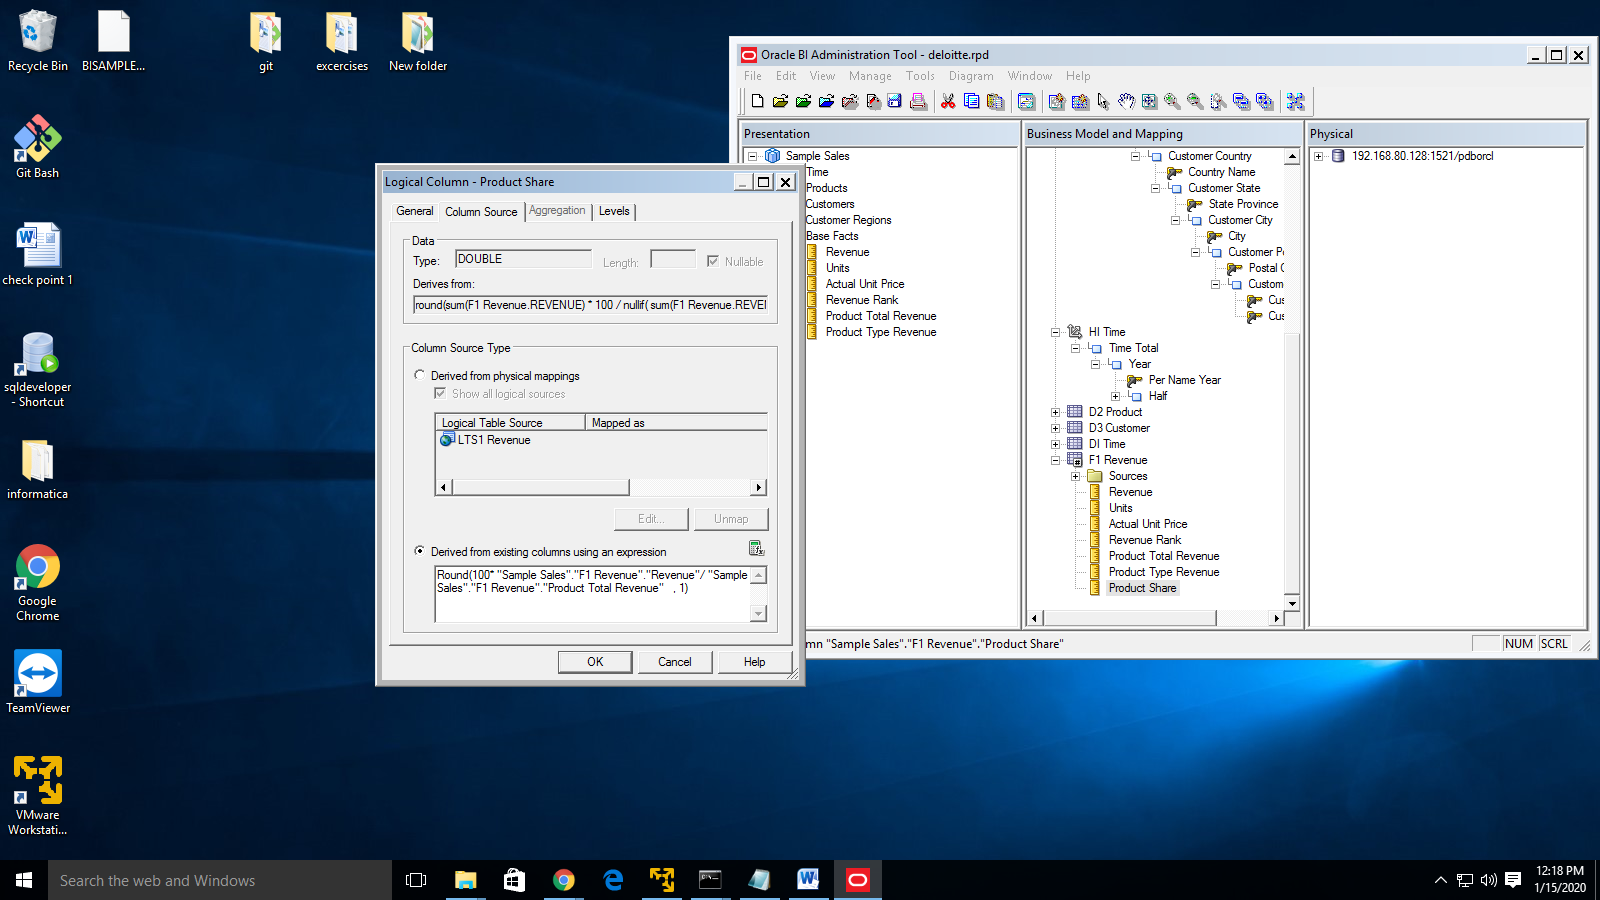 Recycle Bin
BISAMPLE...
git
excercises
New folder
Git Bash
check point 1
sqldeveloper
- Shortcut
informatica
Google
Chrome
TeamViewer
VMware
Workstati...
Oracle BI Administration Tool - deloitte.rpd
File Edit View Manage Tools Diagram Window Help
Presentation
Sample Sales
Time
Products
Customers
Customer Regions
Base Facts
Revenue
Units
Actual Unit Price
Revenue Rank
Product Total Revenue
Product Type Revenue
Business Model and Mapping
Customer Country
Country Name
Customer State
State Province
Customer City
City
Customer Po
Postal C
Custom
Cus
Cus
HI Time
Time Total
Year
Per Name Year
Half
D2 Product
D3 Customer
DI Time
F1 Revenue
Sources
Revenue
Units
Actual Unit Price
Revenue Rank
Product Total Revenue
Product Type Revenue
Product Share
Physical
192.168.80.128:1521/pdborcl
mn "Sample Sales"."F1 Revenue"."Product Share"
NUM SCRL
Logical Column - Product Share
General Column Source Aggregation Levels
Data
Type: DOUBLE Length: Nullable
Derives from:
round(sum(F1 Revenue.REVENUE) * 100 / nullif( sum(F1 Revenue.REVEN
Column Source Type
Derived from physical mappings
Show all logical sources
Logical Table Source Mapped as
LTS1 Revenue
Edit... Unmap
Derived from existing columns using an expression
Round(100* "Sample Sales"."F1 Revenue"."Revenue"/ "Sample
Sales"."F1 Revenue"."Product Total Revenue" , 1)
OK Cancel Help
Search the web and Windows
12:18 PM
1/15/2020